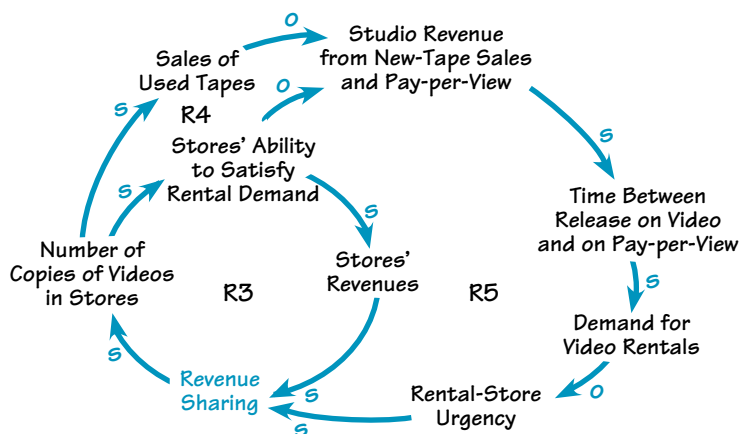 O
Studio Revenue
from New-Tape Sales
and Pay-per-View
Sales of
Used Tapes
O
S
R4
Stores' Ability
to Satisfy
Rental Demand
S
S
S
Time Between
Release on Video
and on Pay-per-View
Number of
Copies of Videos
in Stores
Stores'
Revenues
R3
R5
S
Demand for
Video Rentals
S
Revenue
Sharing
S
O
Rental-Store
Urgency
S